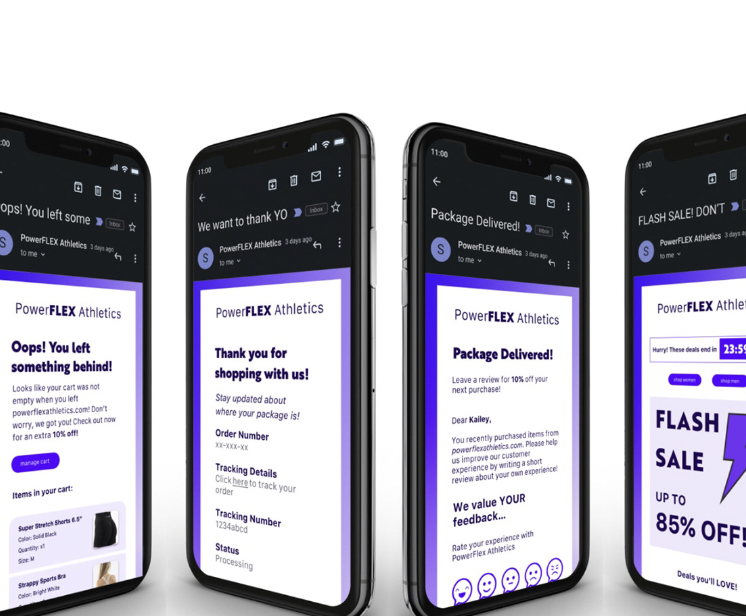 :00
ops! You left some
Inbox
S
PowerFLEX Athletics 3 days ago
to me
PowerFLEX Athletics
Oops! You left
something behind!
Looks like your cart was not
empty when you left
powerflexathletics.com! Don't
worry, we got you! Check out now
for an extra 10% off!
manage cart
Items in your cart:
Super Stretch Shorts 6.5"
Color: Solid Black
Quantity: x1
Size: M
Strappy Sports Bra
Color: Bright White
11:00
We want to thank YO
Inbox
S
PowerFLEX Athletics 3 days ago
to me
PowerFLEX Athletics
Thank you for
shopping with us!
Stay updated about
where your package is!
Order Number
xx-xxx-xx
Tracking Details
Click here to track your
order
Tracking Number
1234abcd
Status
Processing
11:00
Package Delivered!
Inbox
S
PowerFLEX Athletics 3 days ago
to me
PowerFLEX Athletics
Package Delivered!
Leave a review for 10% off your
next purchase!
Dear Kailey,
You recently purchased items from
powerflexathletics.com. Please help
us improve our customer
experience by writing a short
review about your own experience!
We value YOUR
feedback...
Rate your experience with
PowerFlex Athletics
11:00
FLASH SALE! DON'T
Inbox
S
PowerFLEX Athletics 3 days a
to me
PowerFLEX Athlet
Hurry! These deals end in 23:59
shop women
shop men
FLASH
SALE
UP TO
85% OFF!
Deals you'll LOVE!